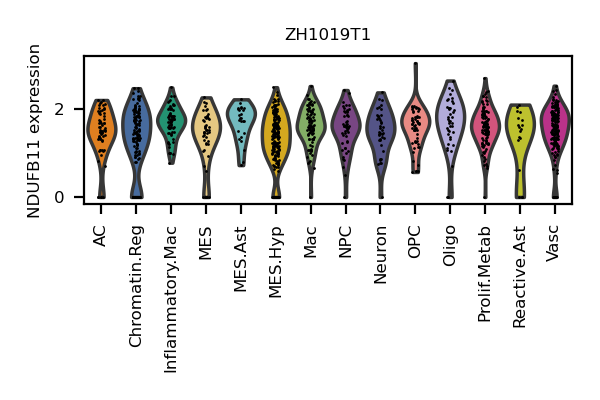 ZH1019T1
NDUFB11 expression
2
0
AC
Chromatin.Reg
Inflammatory.Mac
MES
MES.Ast
MES.Hyp
Mac
NPC
Neuron
OPC
Oligo
Prolif.Metab
Reactive.Ast
Vasc